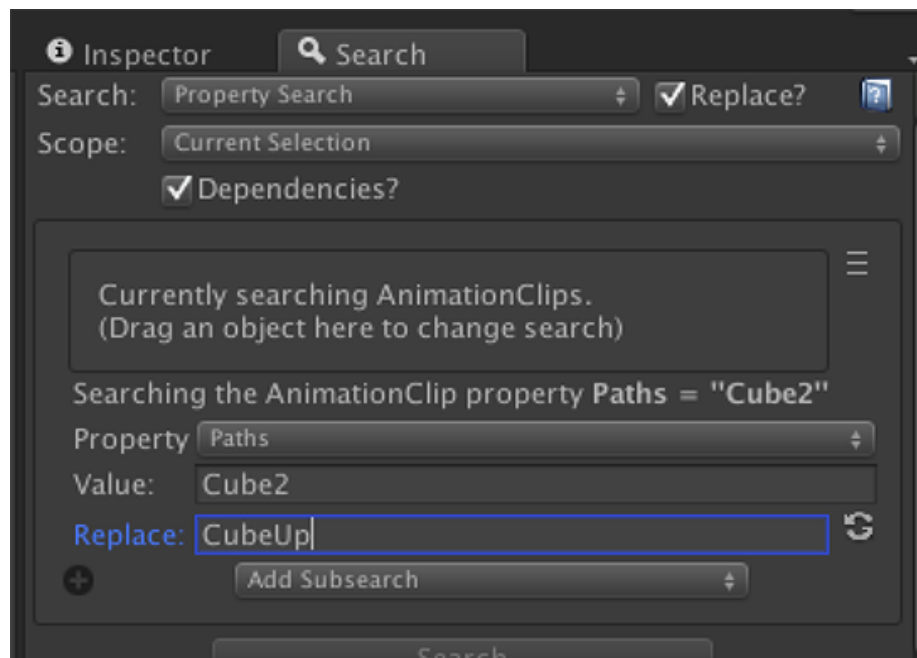 Inspector Search
Search: Property Search Replace?
Scope: Current Selection
Dependencies?
Currently searching AnimationClips.
(Drag an object here to change search)
Searching the AnimationClip property Paths = "Cube2"
Property Paths
Value: Cube2
Replace: CubeUp
Add Subsearch
Search